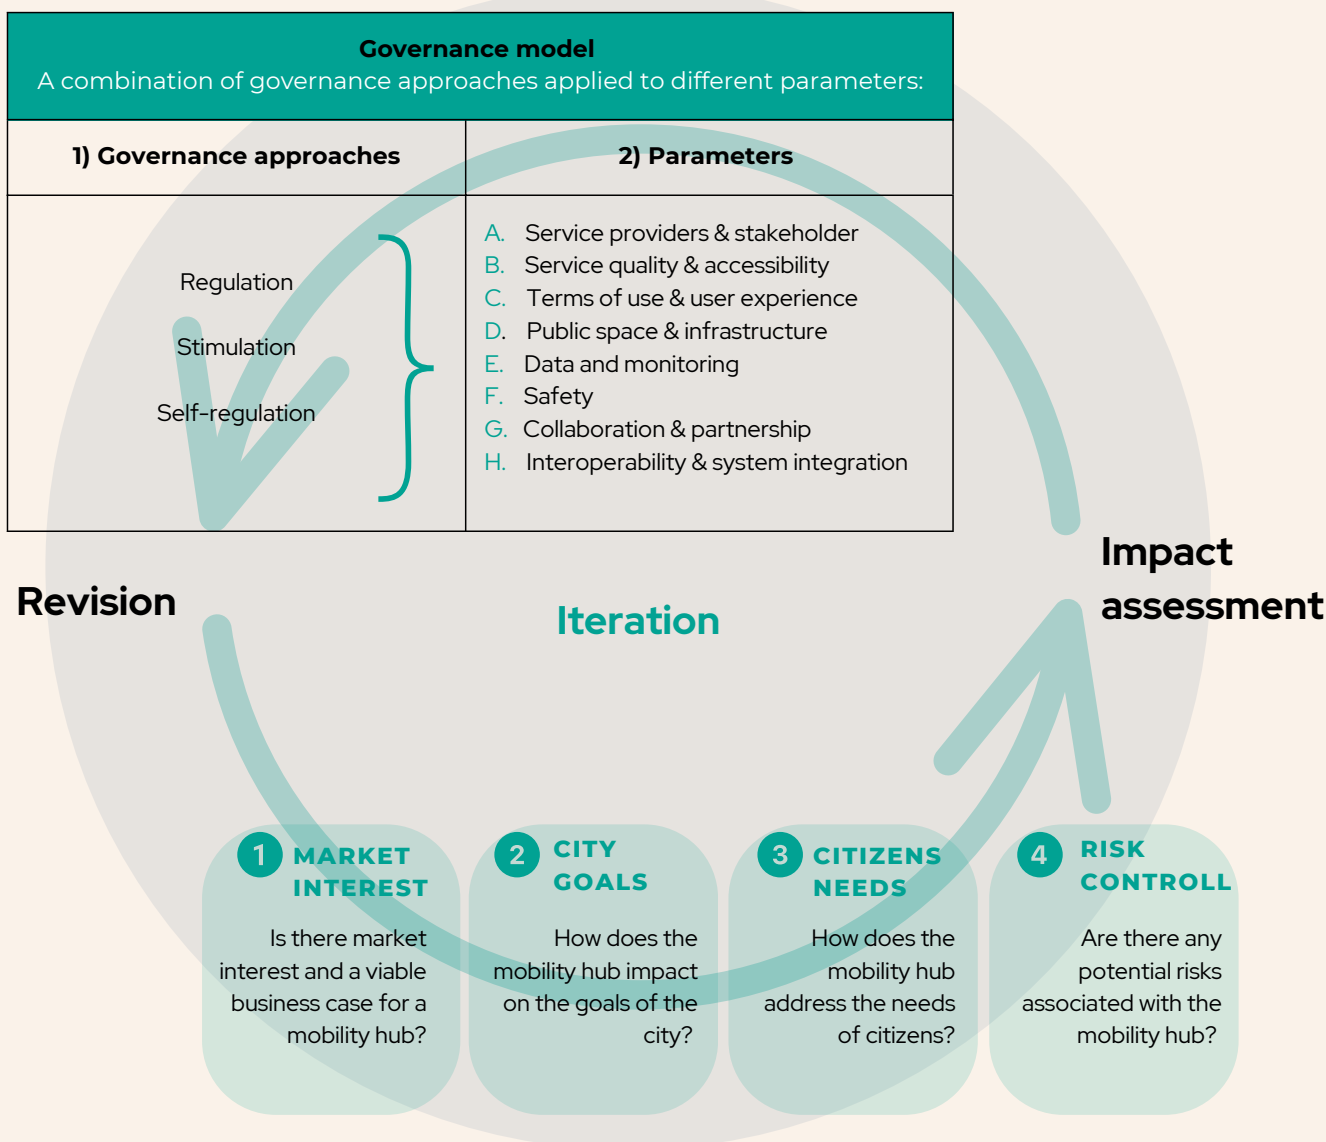 Governance model
A combination of governance approaches applied to different parameters:
1) Governance approaches
2) Parameters
Regulation
Stimulation
Self-regulation
A. Service providers & stakeholder
B. Service quality & accessibility
C. Terms of use & user experience
D. Public space & infrastructure
E. Data and monitoring
F. Safety
G. Collaboration & partnership
H. Interoperability & system integration
Revision
Iteration
Impact
assessment
1 MARKET
INTEREST
Is there market
interest and a viable
business case for a
mobility hub?
2 CITY
GOALS
How does the
mobility hub impact
on the goals of the
city?
3 CITIZENS
NEEDS
How does the
mobility hub
address the needs
of citizens?
4 RISK
CONTROLL
Are there any
potential risks
associated with the
mobility hub?